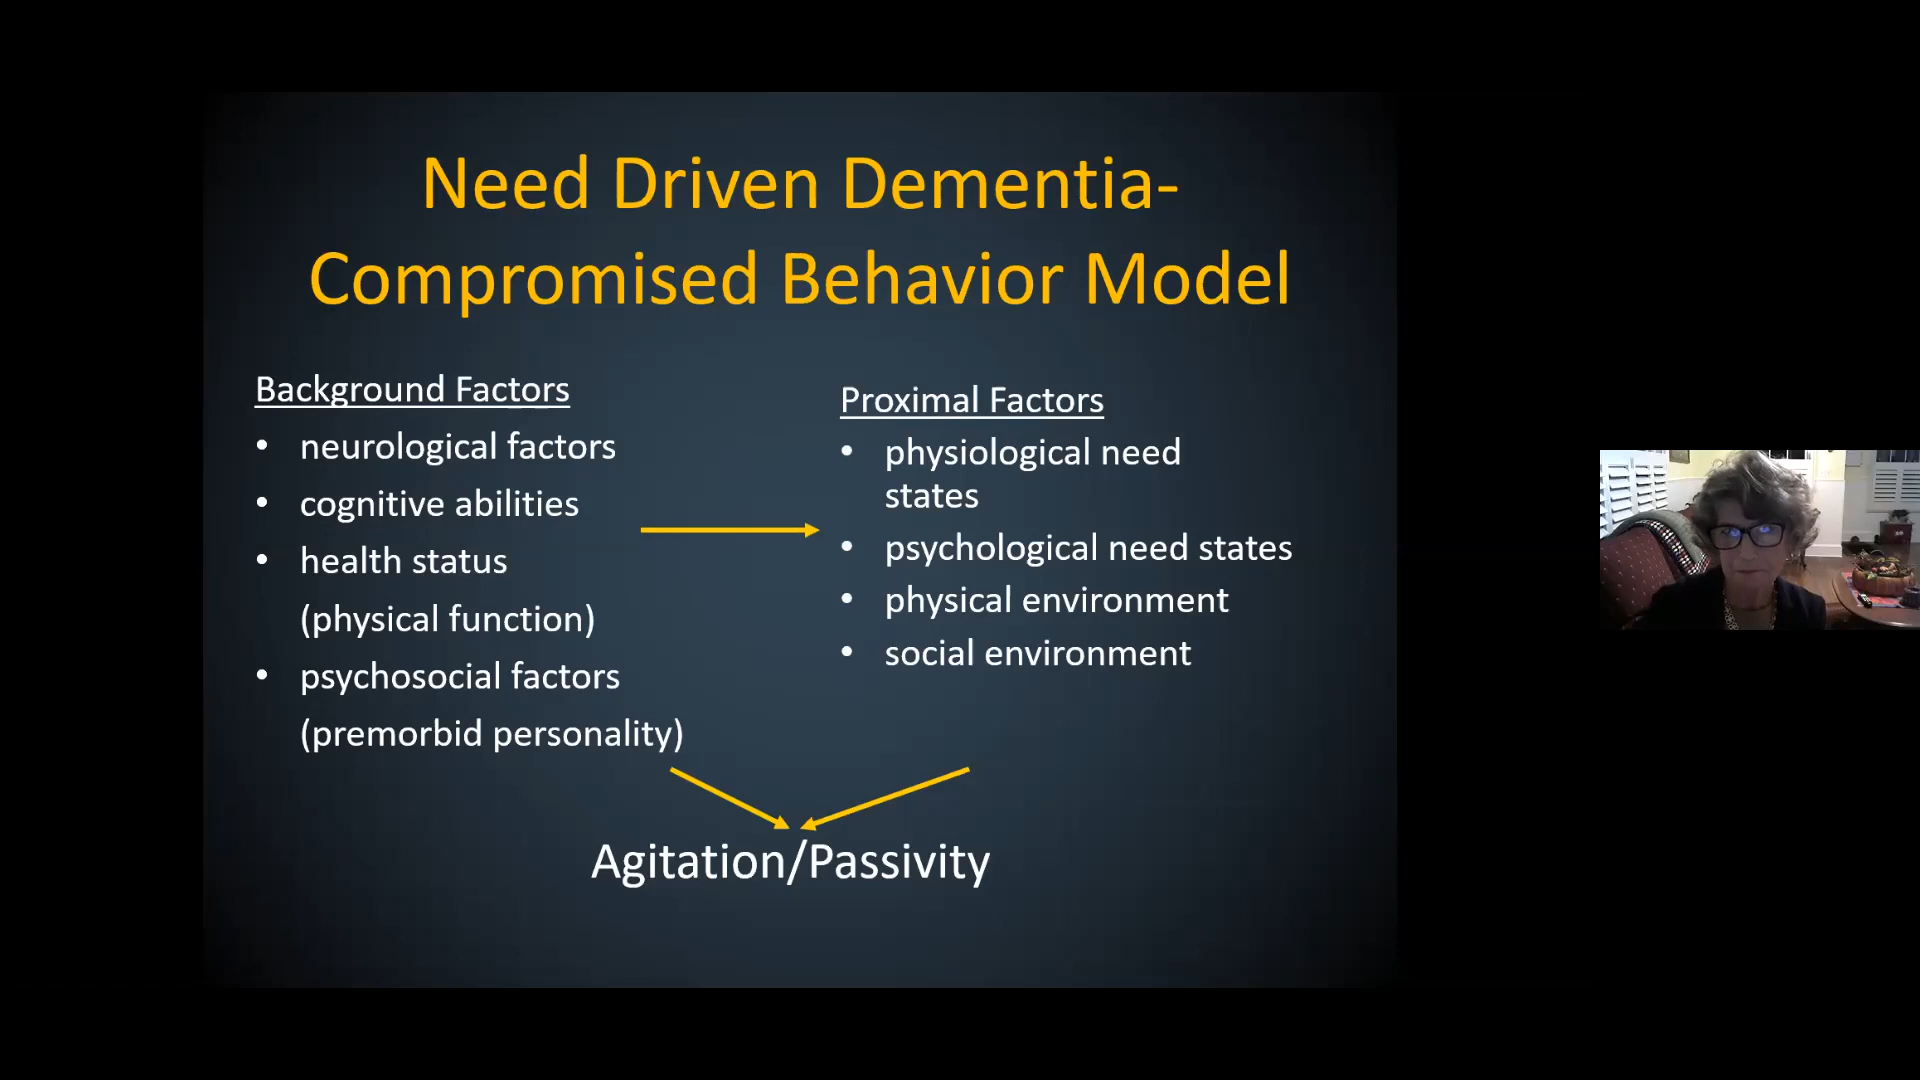 Need Driven Dementia-
Compromised Behavior Model
Background Factors
• neurological factors
• cognitive abilities
• health status
(physical function)
• psychosocial factors
(premorbid personality)
Proximal Factors
• physiological need
states
• psychological need states
• physical environment
• social environment
Agitation/Passivity